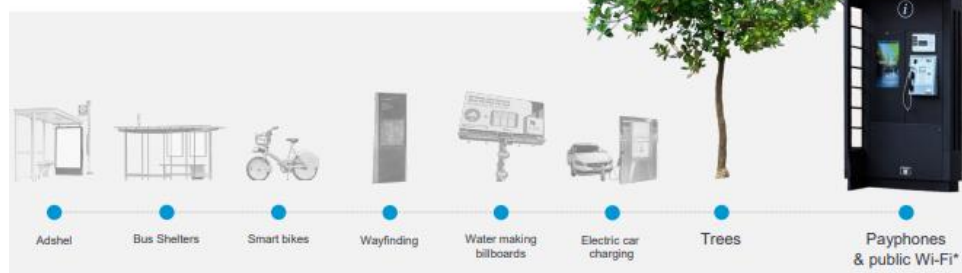 i
Adshel
Bus Shelters
Smart bikes
Wayfinding
Water making
billboards
Electric car
charging
Trees
Payphones
& public Wi-Fi*